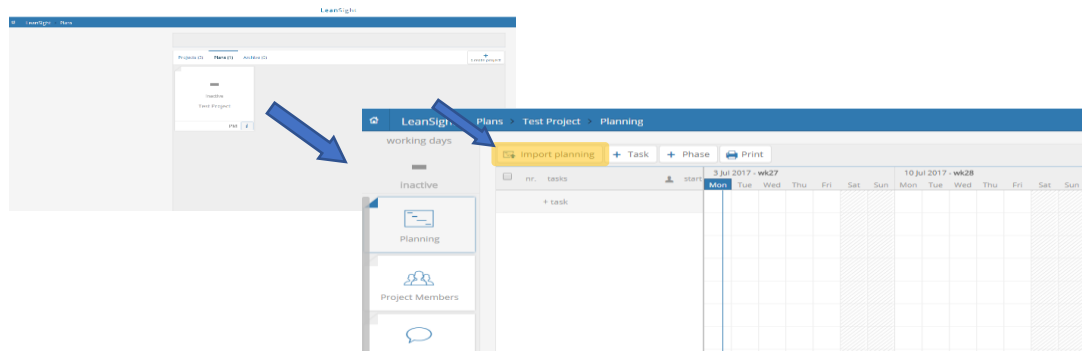 LeanSight
LeanSight Plans
Projects (1) Plans (1) Archive (0)
+
create project
Inactive
Test Project
PM i
LeanSigh Plans > Test Project > Planning
working days
Inactive
Planning
Project Members
Import planning + Task + Phase Print
nr. tasks start
+ task
3 Jul 2017 - wk27 10 Jul 2017 - wk28
Mon Tue Wed Thu Fri Sat Sun Mon Tue Wed Thu Fri Sat Sun